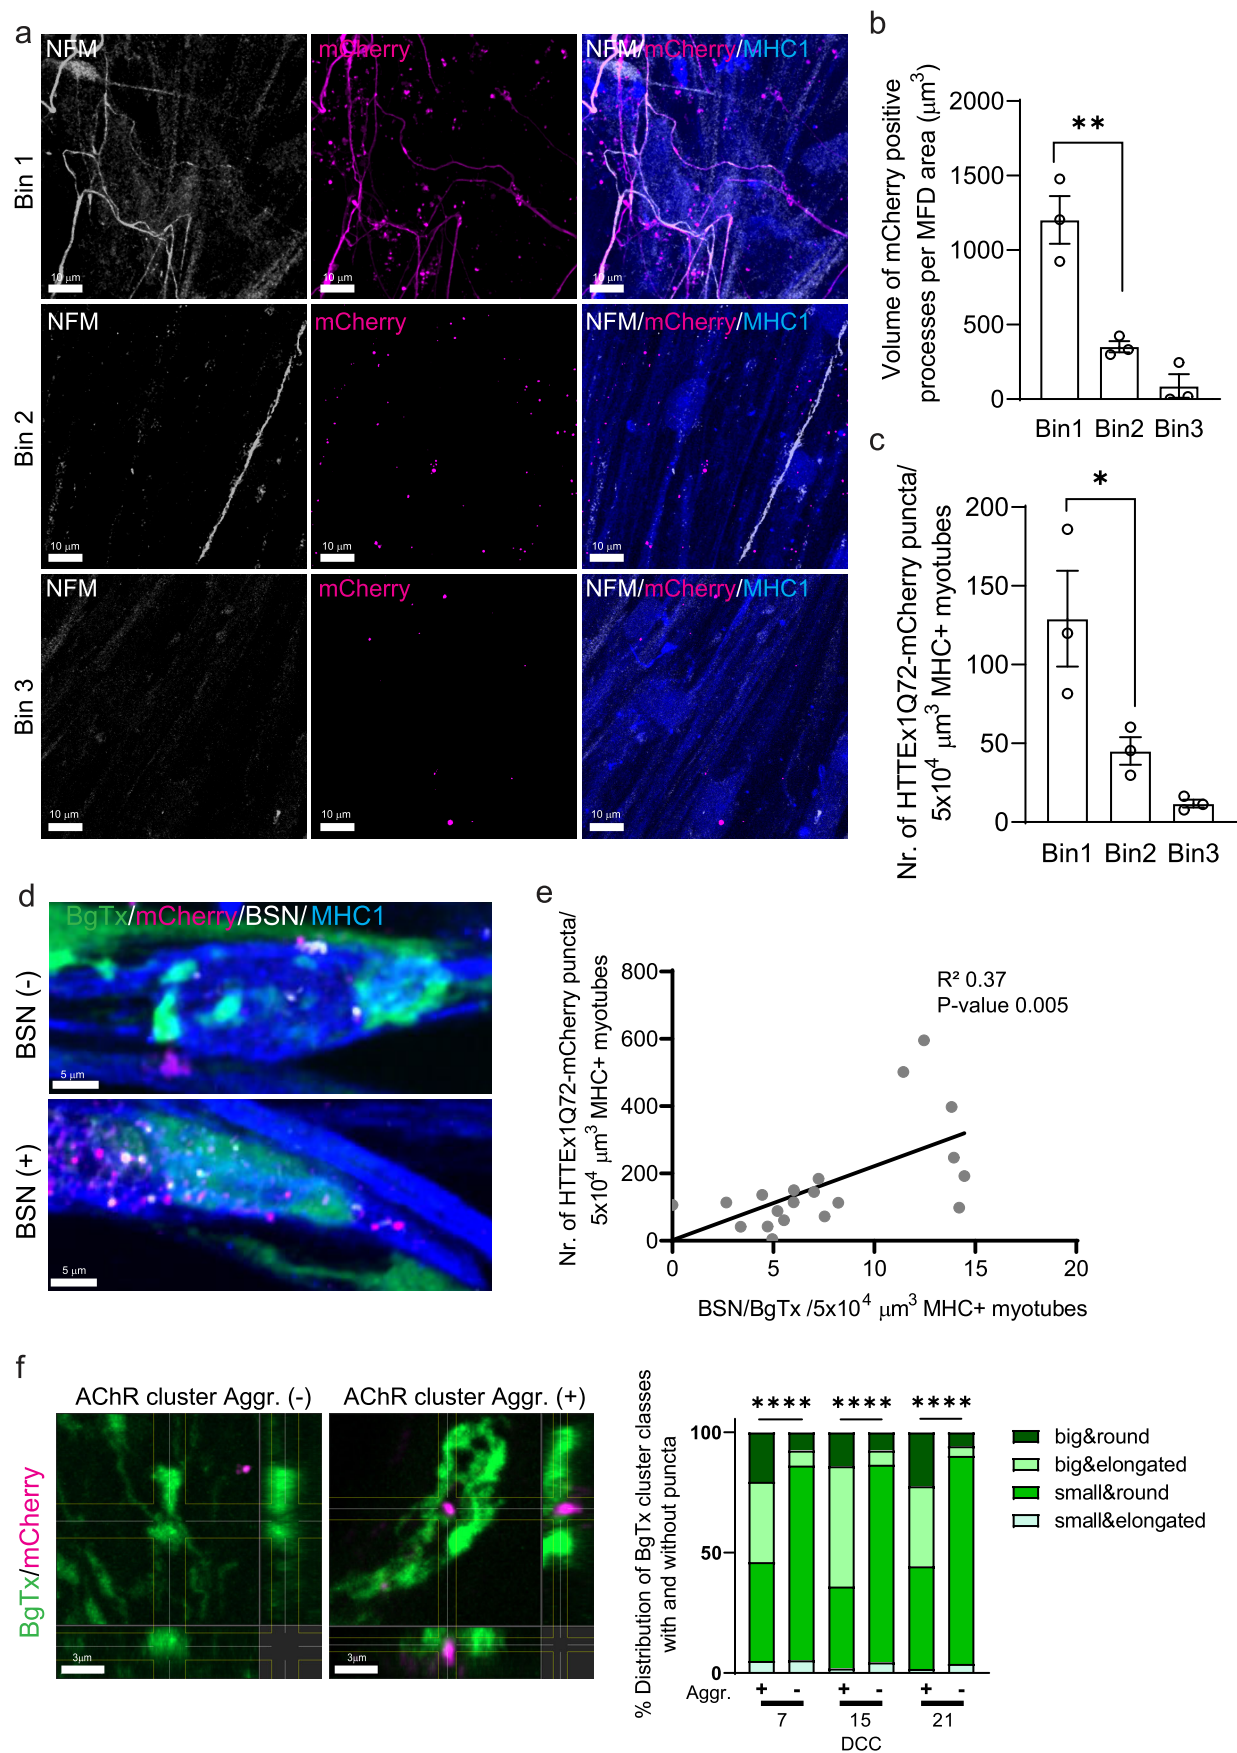 a
NFM
mCherry
NFM/mCherry/MHC1
Bin 1
10 µm
10 µm
10 µm
NFM
mCherry
NFM/mCherry/MHC1
Bin 2
10 µm
10 µm
10 µm
NFM
mCherry
NFM/mCherry/MHC1
Bin 3
10 µm
10 µm
10 µm
b
Volume of mCherry positive
processes per MFD area (µm³)
2000
1500
1000
500
0
**
Bin1 Bin2 Bin3
c
Nr. of HTTEx1Q72-mCherry puncta/
5x10⁴ µm³ MHC+ myotubes
200
150
100
50
0
*
Bin1 Bin2 Bin3
d
BgTx/mCherry/BSN/MHC1
BSN (-)
5 µm
BSN (+)
5 µm
e
Nr. of HTTEx1Q72-mCherry puncta/
5x10⁴ µm³ MHC+ myotubes
800
600
400
200
0
R² 0.37
P-value 0.005
0 5 10 15 20
BSN/BgTx /5x10⁴ µm³ MHC+ myotubes
f
AChR cluster Aggr. (-)
AChR cluster Aggr. (+)
BgTx/mCherry
3µm
3µm
% Distribution of BgTx cluster classes
with and without puncta
100
50
0
**** **** ****
big&round
big&elongated
small&round
small&elongated
Aggr. + - + - + -
7 15 21
DCC